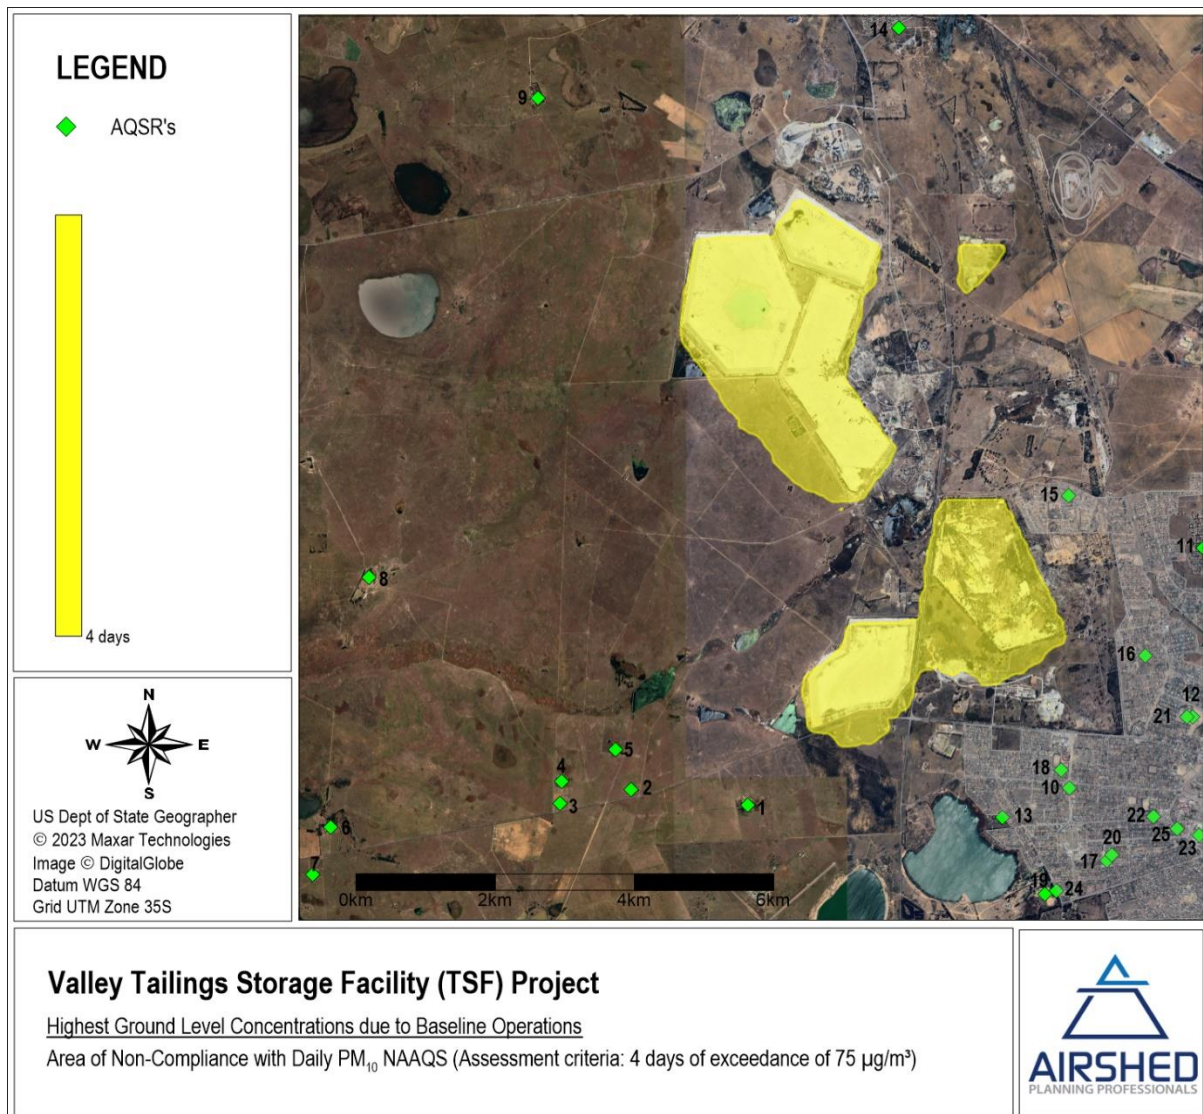 LEGEND
AQSR's
4 days
N
W E
S
US Dept of State Geographer
© 2023 Maxar Technologies
Image © DigitalGlobe
Datum WGS 84
Grid UTM Zone 35S
14
9
15
11
8
16
12
21
5
4
18
2
10
3
1
13
22
6
25
23
20
17
7
24
19
0km 2km 4km 6km
Valley Tailings Storage Facility (TSF) Project
Highest Ground Level Concentrations due to Baseline Operations
Area of Non-Compliance with Daily PM₁₀ NAAQS (Assessment criteria: 4 days of exceedance of 75 µg/m³)
AIRSHED
PLANNING PROFESSIONALS